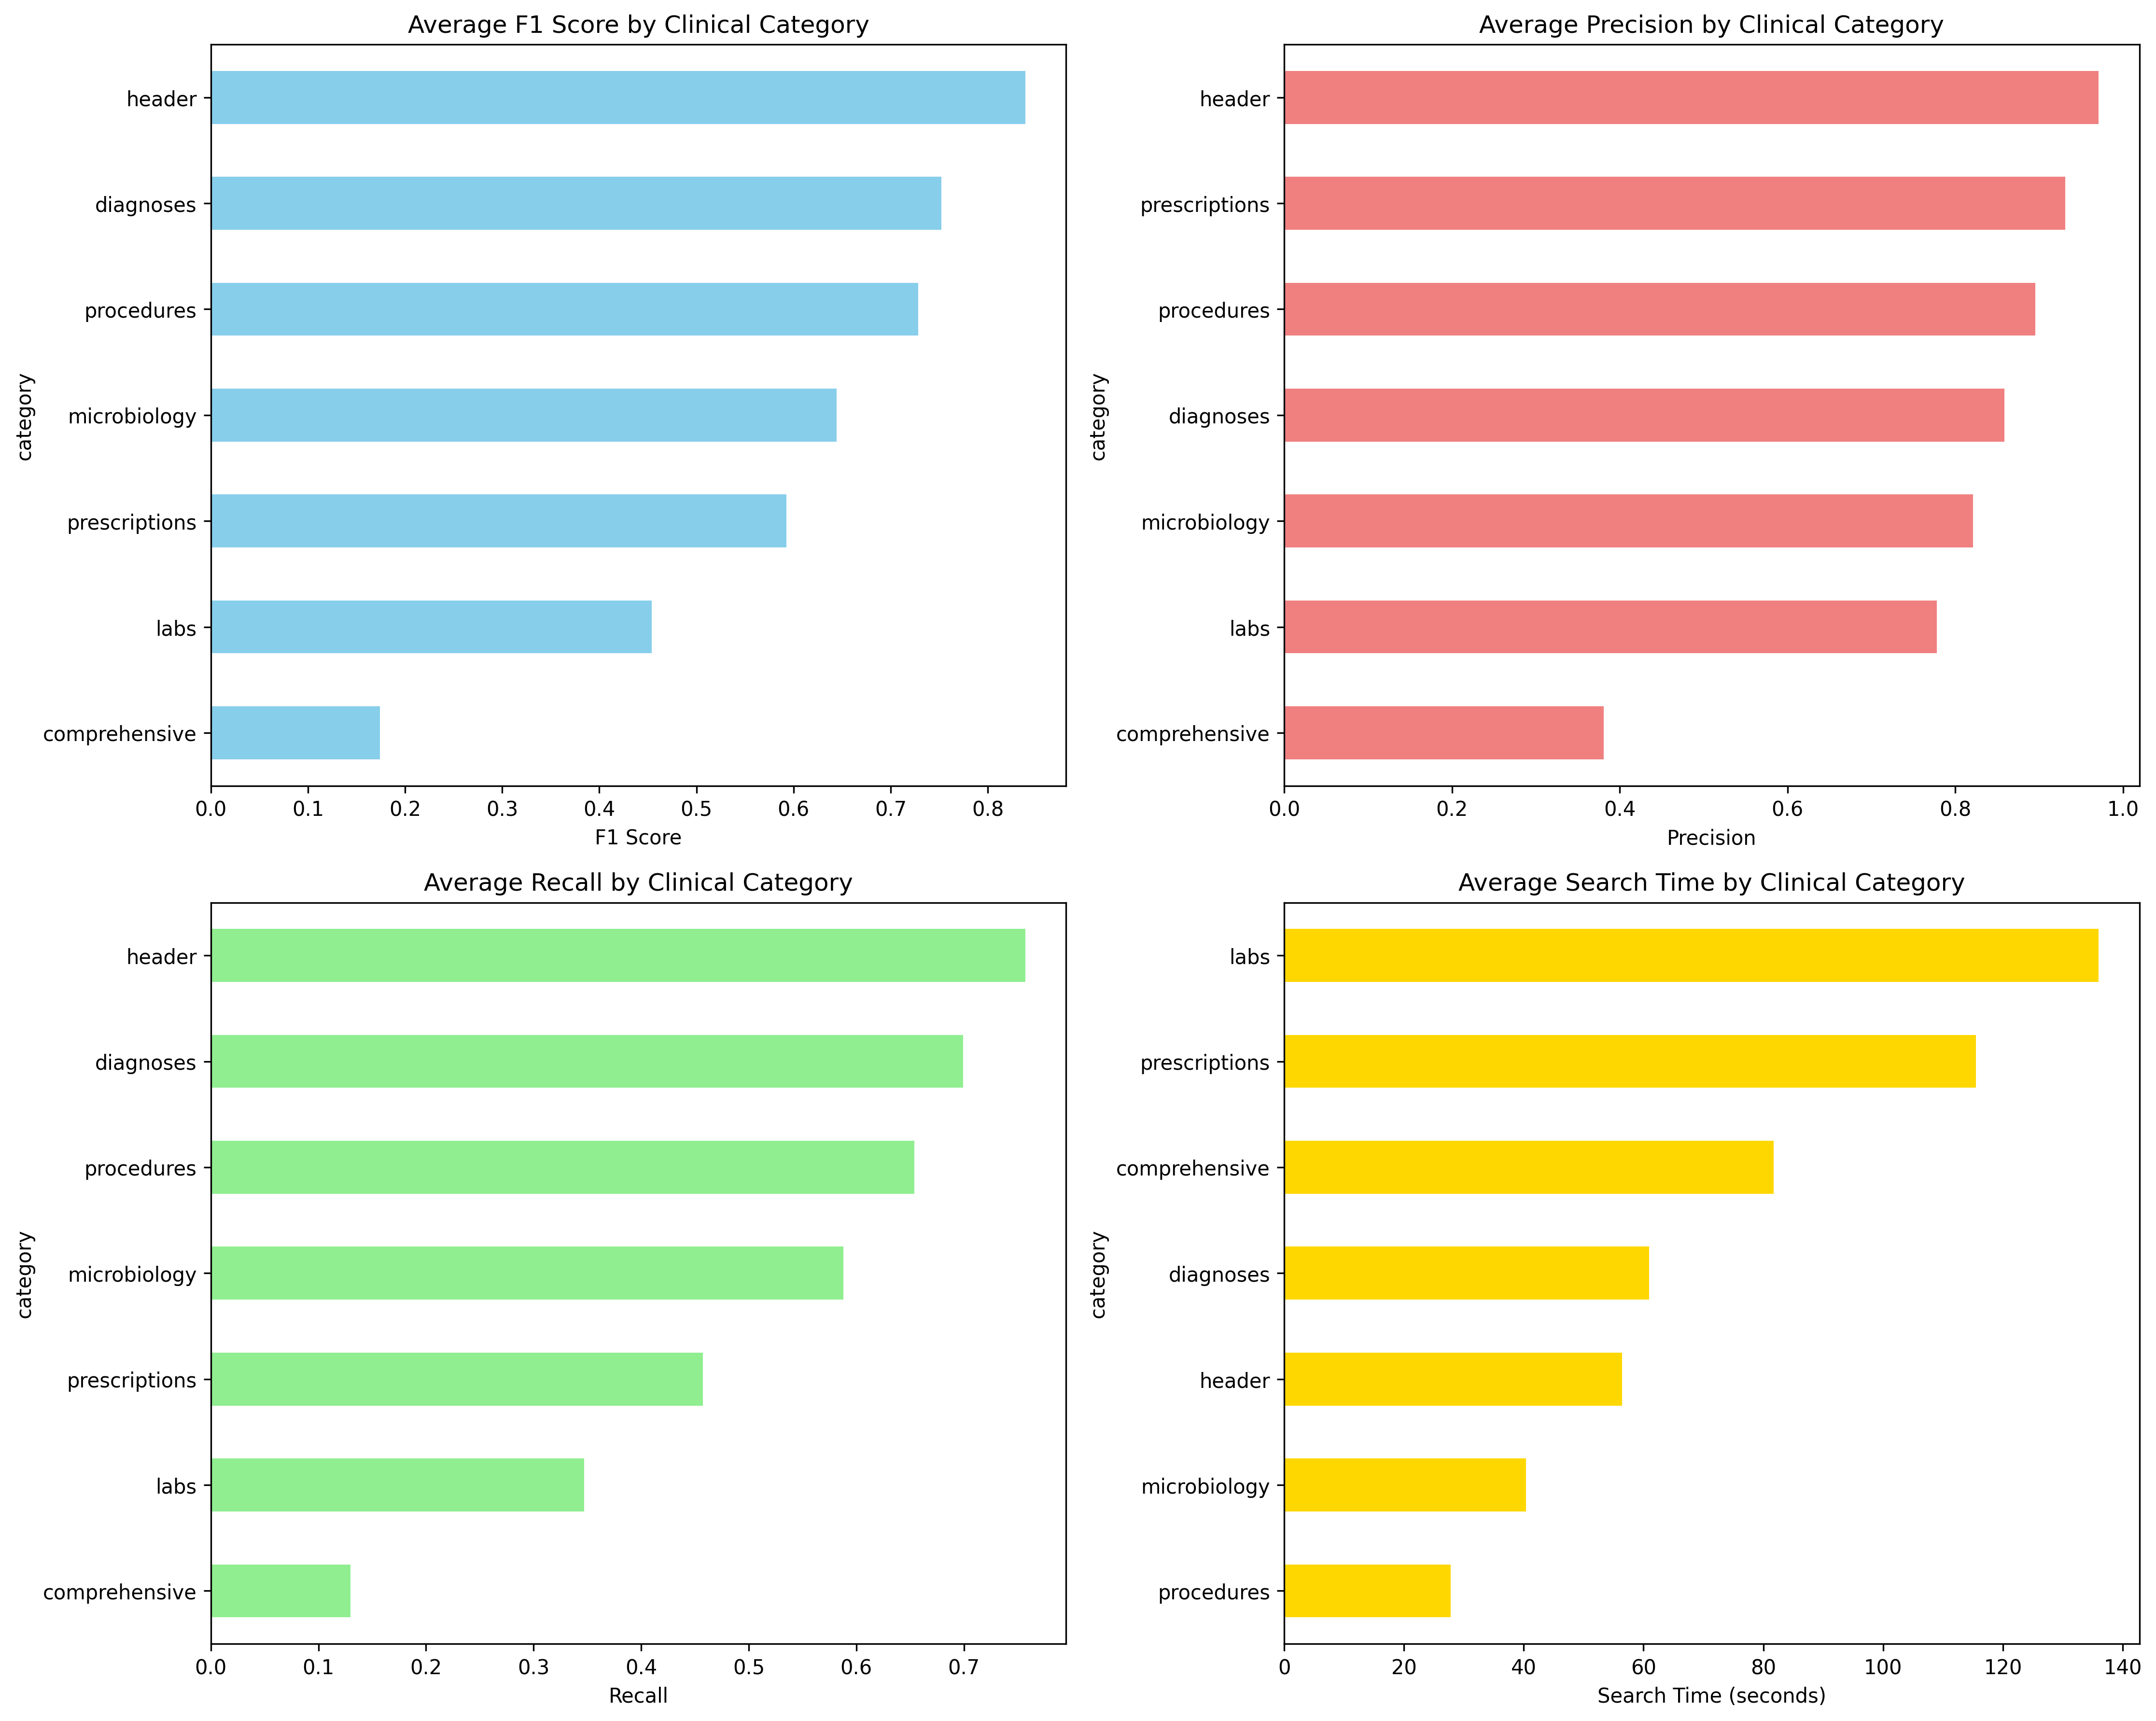 Average F1 Score by Clinical Category
category
header
diagnoses
procedures
microbiology
prescriptions
labs
comprehensive
0.0 0.1 0.2 0.3 0.4 0.5 0.6 0.7 0.8
F1 Score
Average Precision by Clinical Category
category
header
prescriptions
procedures
diagnoses
microbiology
labs
comprehensive
0.0 0.2 0.4 0.6 0.8 1.0
Precision
Average Recall by Clinical Category
category
header
diagnoses
procedures
microbiology
prescriptions
labs
comprehensive
0.0 0.1 0.2 0.3 0.4 0.5 0.6 0.7
Recall
Average Search Time by Clinical Category
category
labs
prescriptions
comprehensive
diagnoses
header
microbiology
procedures
0 20 40 60 80 100 120 140
Search Time (seconds)